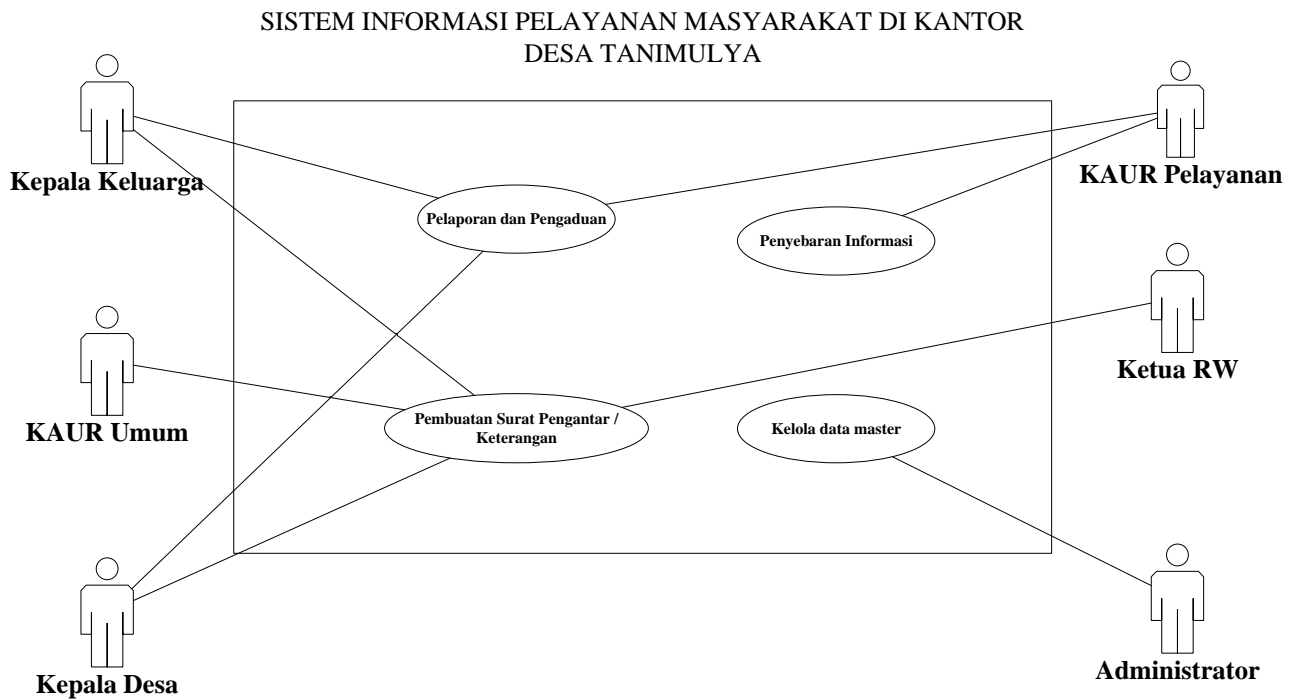 SISTEM INFORMASI PELAYANAN MASYARAKAT DI KANTOR
DESA TANIMULYA
Kepala Keluarga
KAUR Pelayanan
Pelaporan dan Pengaduan
Penyebaran Informasi
KAUR Umum
Ketua RW
Pembuatan Surat Pengantar /
Keterangan
Kelola data master
Kepala Desa
Administrator